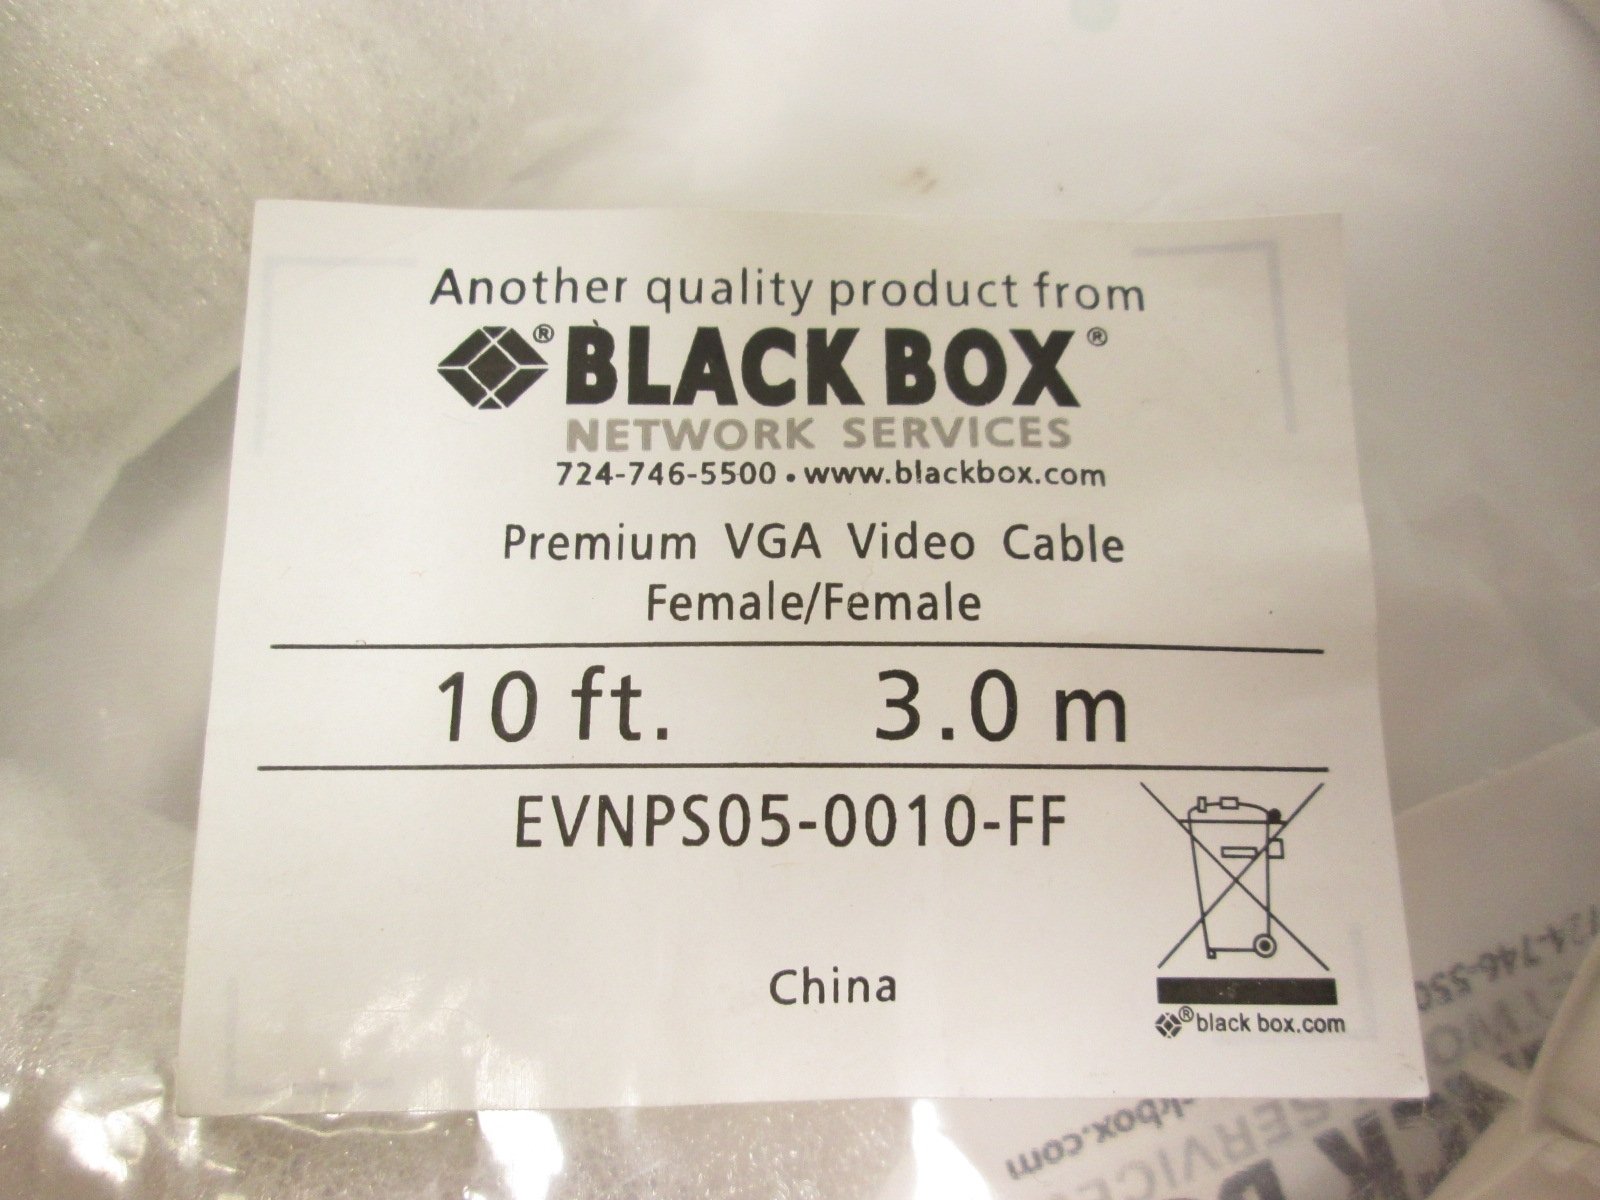 Another quality product from
® BLACK BOX ®
NETWORK SERVICES
724-746-5500 • www.blackbox.com
Premium VGA Video Cable
Female/Female
10 ft. 3.0 m
EVNPS05-0010-FF
China
® black box.com